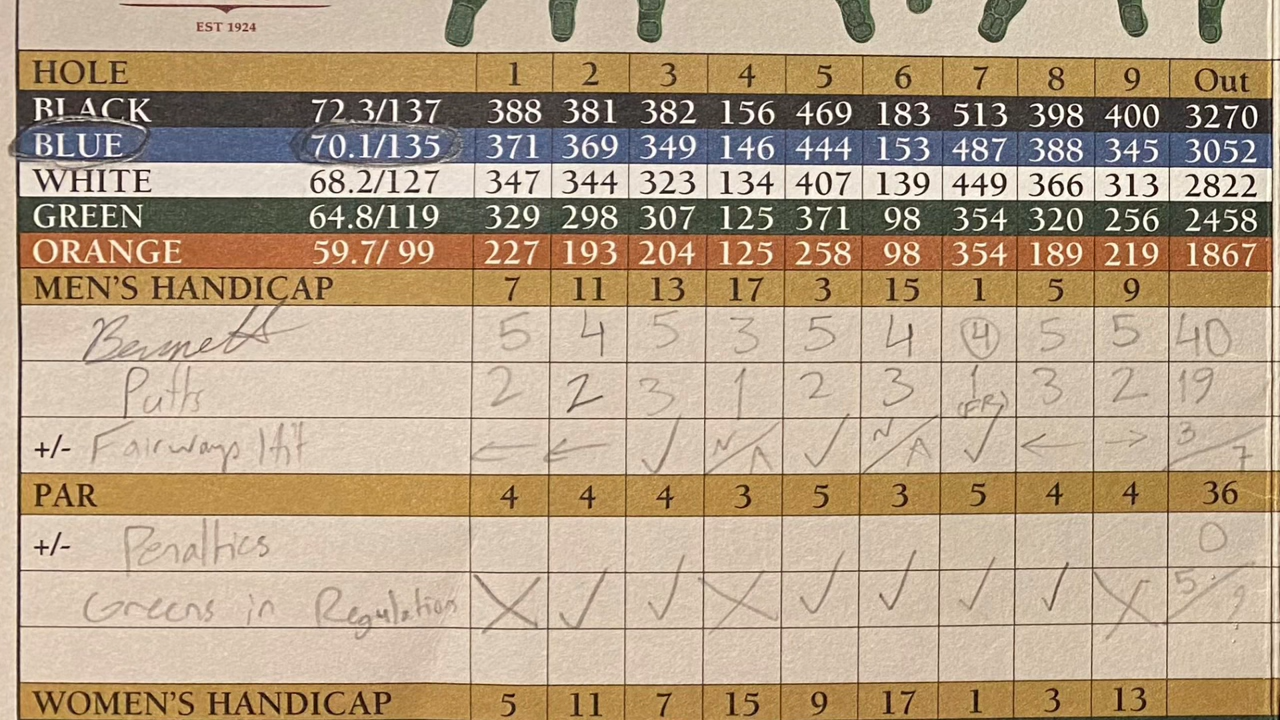 EST 1924
HOLE 1 2 3 4 5 6 7 8 9 Out
BLACK 72.3/137 388 381 382 156 469 183 513 398 400 3270
BLUE 70.1/135 371 369 349 146 444 153 487 388 345 3052
WHITE 68.2/127 347 344 323 134 407 139 449 366 313 2822
GREEN 64.8/119 329 298 307 125 371 98 354 320 256 2458
ORANGE 59.7/ 99 227 193 204 125 258 98 354 189 219 1867
MEN'S HANDICAP 7 11 13 17 3 15 1 5 9
Bennett 5 4 5 3 5 4 4 5 5 40
Putts 2 2 3 1 2 3 1 (FR) 3 2 19
+/- Fairways Hit ← ← ✓ N/A ✓ N/A ✓ ← → 3/7
PAR 4 4 4 3 5 3 5 4 4 36
+/- Penalties 0
Greens in Regulation X ✓ ✓ X ✓ ✓ ✓ ✓ X 5/9
WOMEN'S HANDICAP 5 11 7 15 9 17 1 3 13